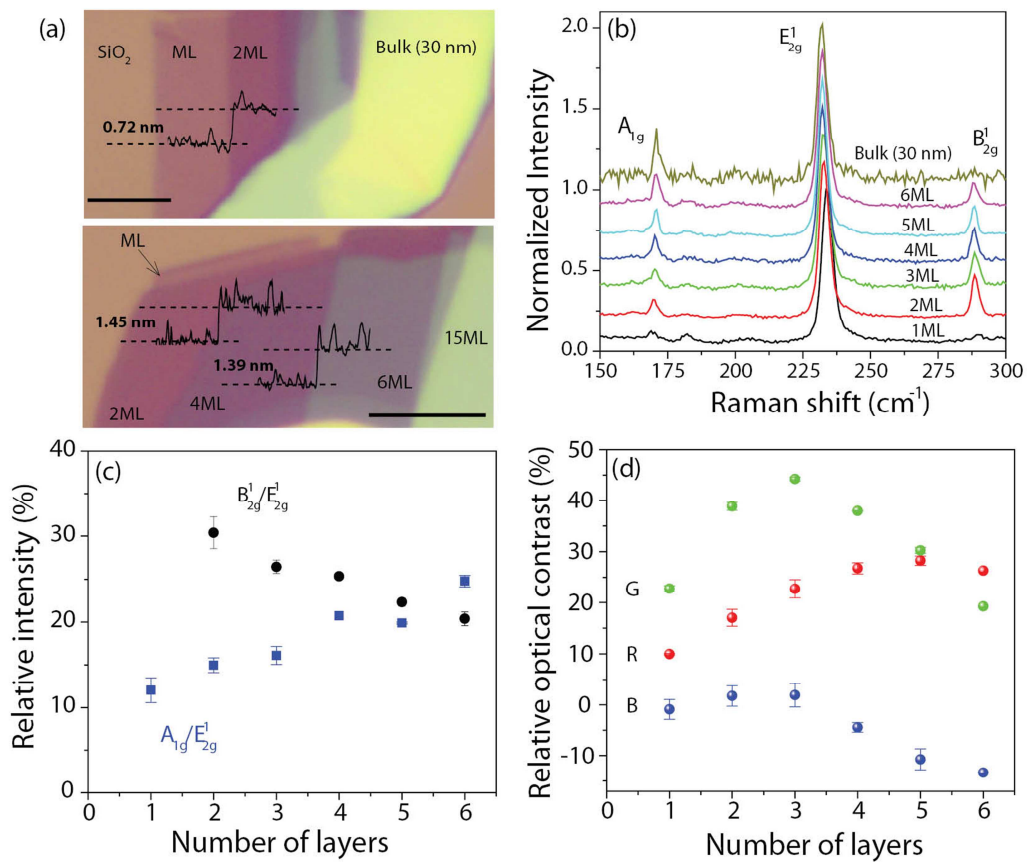 (a)
SiO₂
ML
2ML
Bulk (30 nm)
0.72 nm
ML
1.45 nm
1.39 nm
15ML
6ML
4ML
2ML
(b)
E¹₂g
A₁g
B¹₂g
Bulk (30 nm)
6ML
5ML
4ML
3ML
2ML
1ML
2.0
1.5
1.0
0.5
0.0
Normalized Intensity
150 175 200 225 250 275 300
Raman shift (cm⁻¹)
(c)
B¹₂g/E¹₂g
A₁g/E¹₂g
40
30
20
10
0
Relative intensity (%)
0 1 2 3 4 5 6
Number of layers
(d)
G
R
B
50
40
30
20
10
0
-10
Relative optical contrast (%)
0 1 2 3 4 5 6
Number of layers